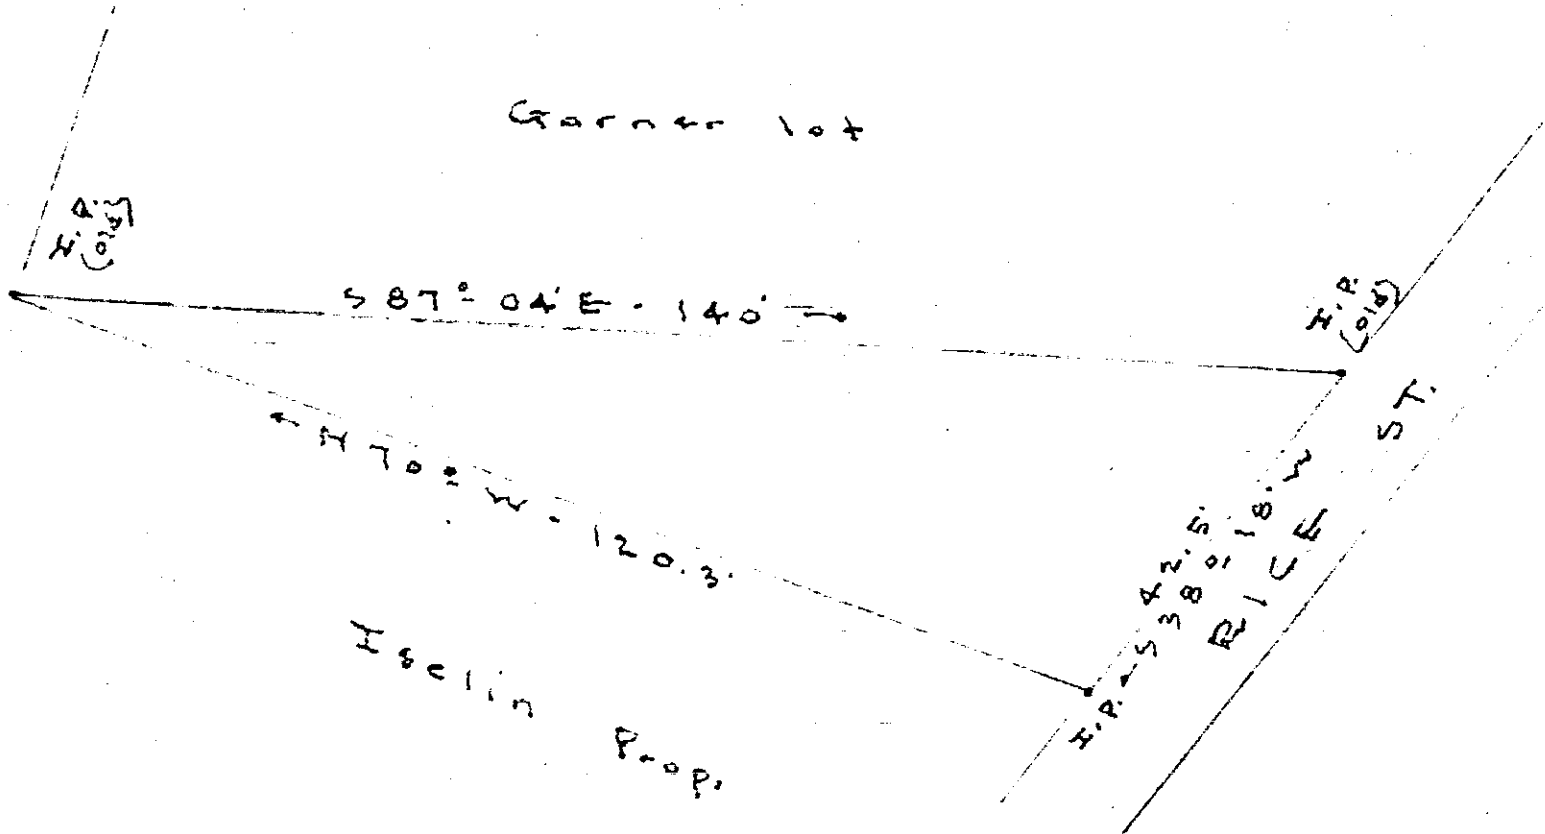 Garner lot
I.P.
(old)
S 87° 04' E - 140'
I.P.
(old)
N 70° W - 120.3'
42.5'
S 38° 18' W
RICE ST.
I.P.
Iselin Prop.